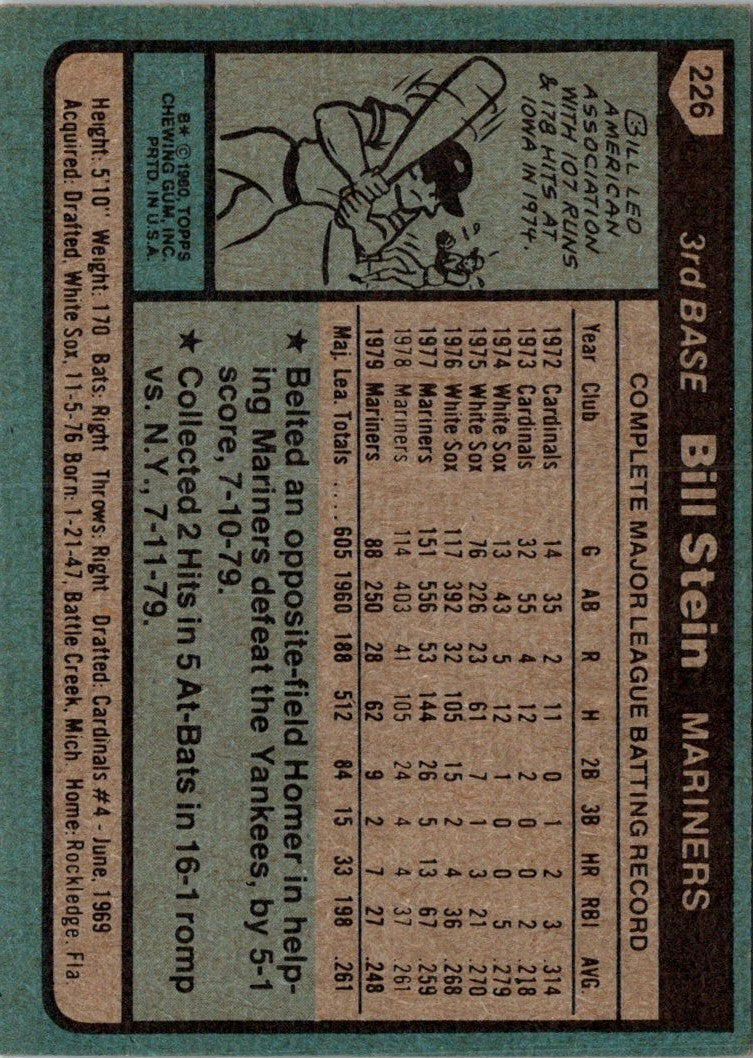 226
3rd BASE Bill Stein MARINERS
BILL LED
AMERICAN
ASSOCIATION
WITH 107 RUNS
& 178 HITS AT
IOWA IN 1974.
B* © 1980, TOPPS
CHEWING GUM, INC.
PRTD. IN U.S.A.
COMPLETE MAJOR LEAGUE BATTING RECORD
Year Club G AB R H 2B 3B HR RBI AVG.
1972 Cardinals 14 35 2 11 0 1 2 3 .314
1973 Cardinals 32 55 4 12 2 0 0 2 .218
1974 White Sox 13 43 5 12 1 0 0 5 .279
1975 White Sox 76 226 23 61 7 1 3 21 .270
1976 White Sox 117 392 32 105 15 2 4 36 .268
1977 Mariners 151 556 53 144 26 5 13 67 .259
1978 Mariners 114 403 41 105 24 4 4 37 .261
1979 Mariners 88 250 28 62 9 2 7 27 .248
Maj. Lea. Totals . . . . 605 1960 188 512 84 15 33 198 .261
★ Belted an opposite-field Homer in help-
ing Mariners defeat the Yankees, by 5-1
score, 7-10-79.
★ Collected 2 Hits in 5 At-Bats in 16-1 romp
vs. N.Y., 7-11-79.
Height: 5'10" Weight: 170 Bats: Right Throws: Right Drafted: Cardinals #4 - June, 1969
Acquired: Drafted, White Sox, 11-5-76 Born: 1-21-47, Battle Creek, Mich. Home: Rockledge, Fla.